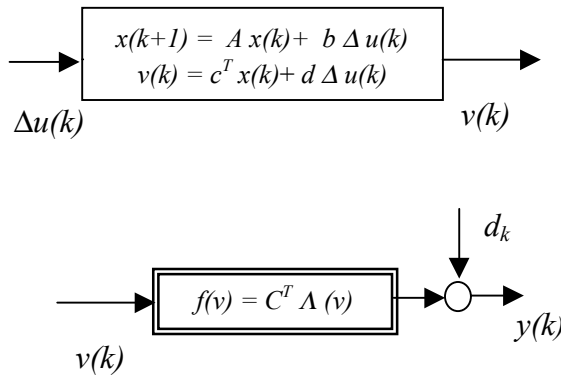 x(k+1) = A x(k)+ b Δ u(k)
v(k) = c^T x(k)+ d Δ u(k)
Δu(k)
v(k)
d_k
f(v) = C^T Λ (v)
v(k)
y(k)